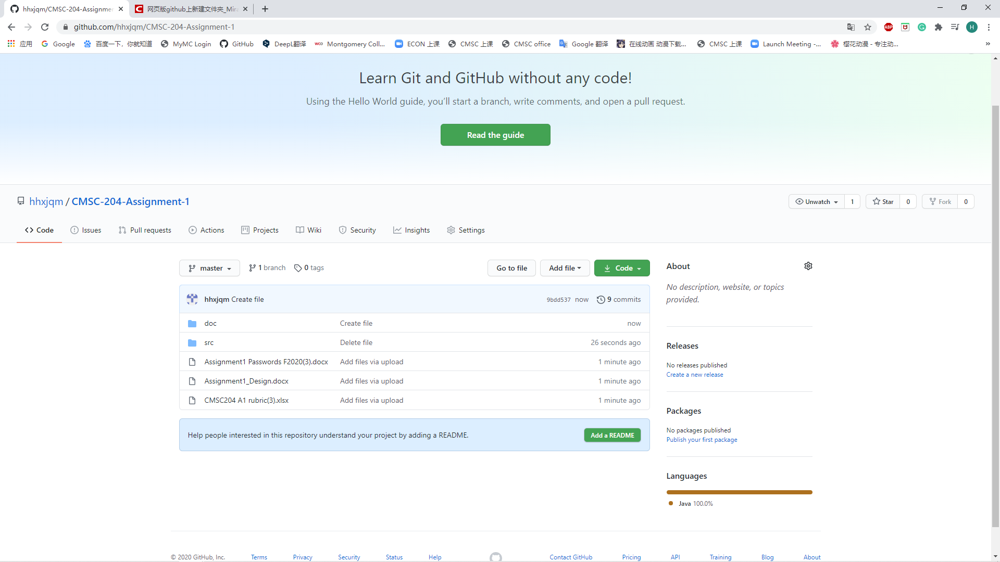 hhxjqm/CMSC-204-Assignmen
网页版github上新建文件夹_Mira
github.com/hhxjqm/CMSC-204-Assignment-1
ABP
H
应用
Google
百度一下，你就知道
MyMC Login
GitHub
DeepL翻译
Montgomery Coll...
ECON 上课
CMSC 上课
CMSC office
Google 翻译
在线动画 动漫下载...
CMSC 上课
Launch Meeting -...
樱花动漫 - 专注动...
Learn Git and GitHub without any code!
Using the Hello World guide, you’ll start a branch, write comments, and open a pull request.
Read the guide
hhxjqm / CMSC-204-Assignment-1
Unwatch 1
Star 0
Fork 0
Code
Issues
Pull requests
Actions
Projects
Wiki
Security
Insights
Settings
master
1 branch
0 tags
Go to file
Add file
Code
hhxjqm Create file 9bdd537 now 9 commits
doc Create file now
src Delete file 26 seconds ago
Assignment1 Passwords F2020(3).docx Add files via upload 1 minute ago
Assignment1_Design.docx Add files via upload 1 minute ago
CMSC204 A1 rubric(3).xlsx Add files via upload 1 minute ago
Help people interested in this repository understand your project by adding a README.
Add a README
About
No description, website, or topics
provided.
Releases
No releases published
Create a new release
Packages
No packages published
Publish your first package
Languages
Java 100.0%
© 2020 GitHub, Inc.
Terms
Privacy
Security
Status
Help
Contact GitHub
Pricing
API
Training
Blog
About